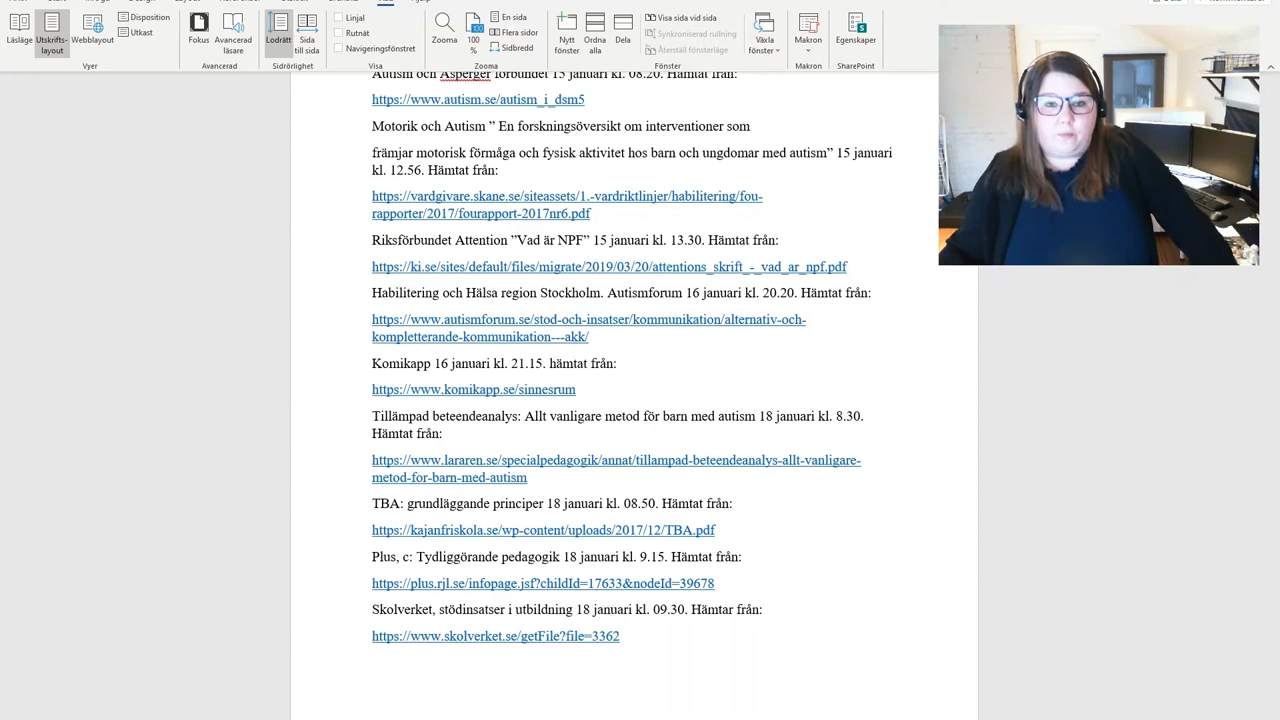 Disposition
En sida
Visa sida vid sida
Linjal
Utkast
Rutnät
Flera sidor
Synkroniserad rullning
Läsläge
Utskrifts-
layout
Webblayout
Fokus
Avancerad
läsare
Lodrätt
Sida
till sida
Navigeringsfönstret
Zooma
100
%
Sidbredd
Nytt
fönster
Ordna
alla
Dela
Återställ fönsterläge
Växla
fönster
Makron
Egenskaper
Vyer
Avancerad
Sidrörlighet
Visa
Zooma
Fönster
Makron
SharePoint
Autism och Asperger förbundet 15 januari kl. 08.20. Hämtat från:
https://www.autism.se/autism_i_dsm5
Motorik och Autism ” En forskningsöversikt om interventioner som
främjar motorisk förmåga och fysisk aktivitet hos barn och ungdomar med autism” 15 januari
kl. 12.56. Hämtat från:
https://vardgivare.skane.se/siteassets/1.-vardriktlinjer/habilitering/fou-
rapporter/2017/fourapport-2017nr6.pdf
Riksförbundet Attention ”Vad är NPF” 15 januari kl. 13.30. Hämtat från:
https://ki.se/sites/default/files/migrate/2019/03/20/attentions_skrift_-_vad_ar_npf.pdf
Habilitering och Hälsa region Stockholm. Autismforum 16 januari kl. 20.20. Hämtat från:
https://www.autismforum.se/stod-och-insatser/kommunikation/alternativ-och-
kompletterande-kommunikation---akk/
Komikapp 16 januari kl. 21.15. hämtat från:
https://www.komikapp.se/sinnesrum
Tillämpad beteendeanalys: Allt vanligare metod för barn med autism 18 januari kl. 8.30.
Hämtat från:
https://www.lararen.se/specialpedagogik/annat/tillampad-beteendeanalys-allt-vanligare-
metod-for-barn-med-autism
TBA: grundläggande principer 18 januari kl. 08.50. Hämtat från:
https://kajanfriskola.se/wp-content/uploads/2017/12/TBA.pdf
Plus, c: Tydliggörande pedagogik 18 januari kl. 9.15. Hämtat från:
https://plus.rjl.se/infopage.jsf?childId=17633&nodeId=39678
Skolverket, stödinsatser i utbildning 18 januari kl. 09.30. Hämtar från:
https://www.skolverket.se/getFile?file=3362